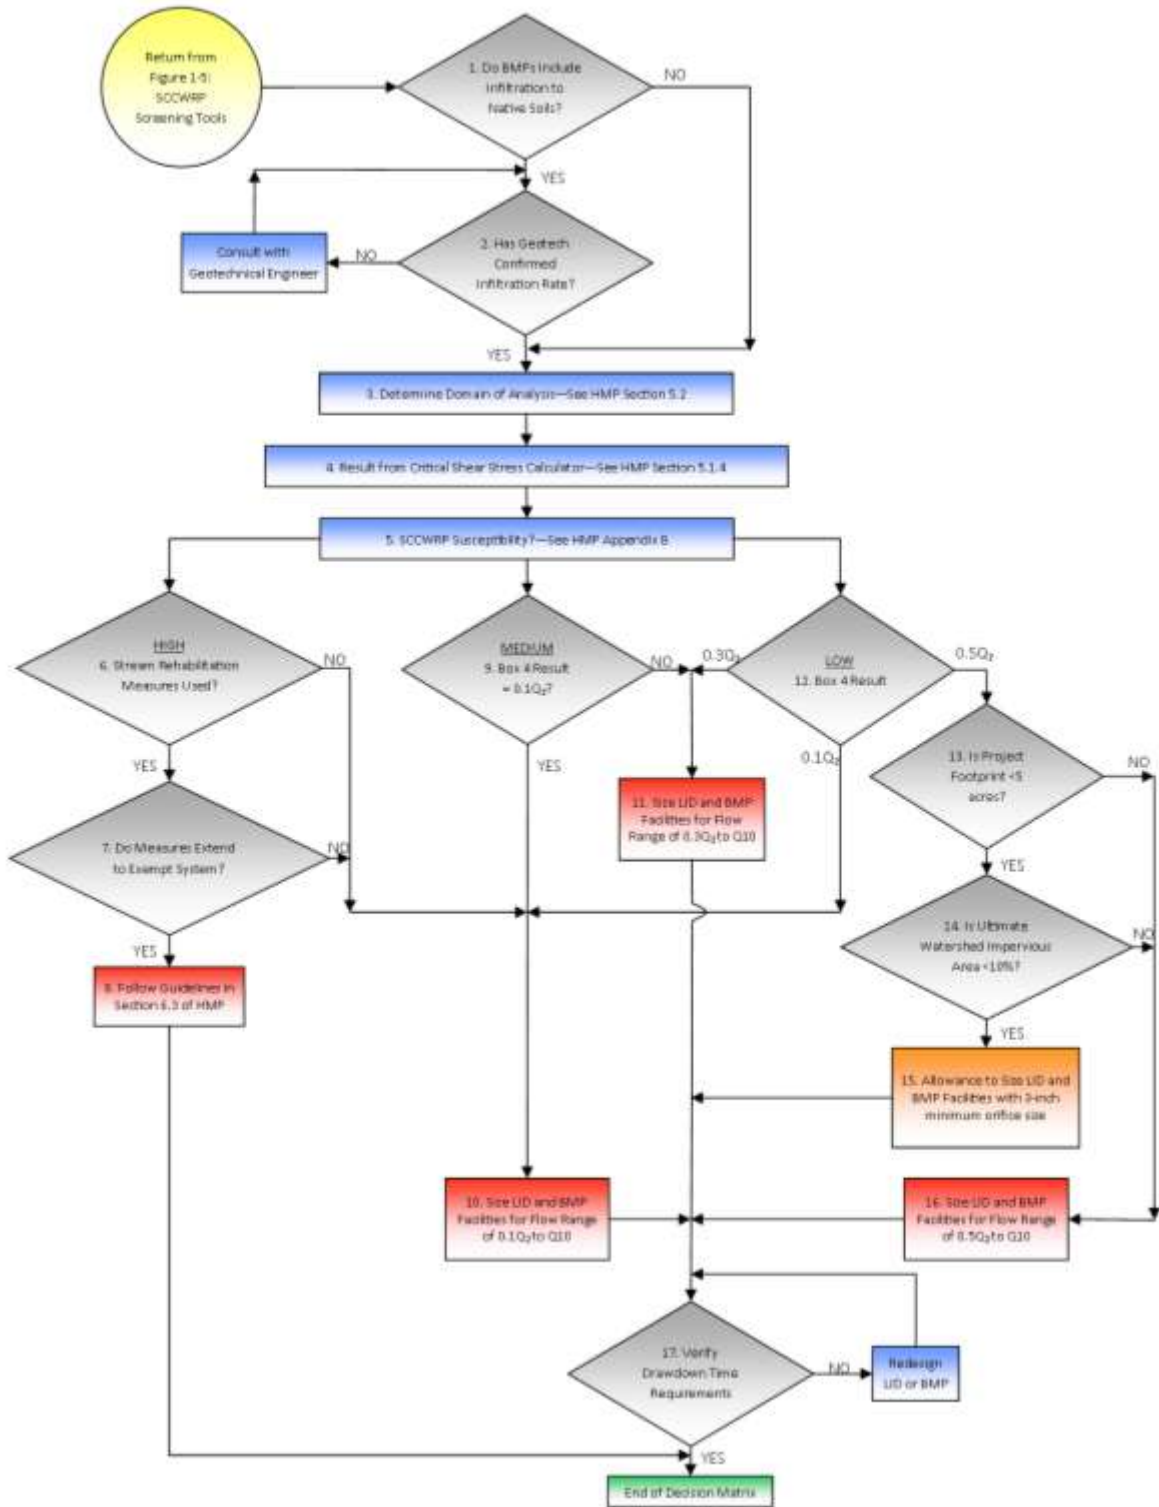 Return from
Figure 1-5:
SCCWRP
Screening Tools
1. Do BMPs Include
Infiltration to
Native Soils?
NO
YES
Consult with
Geotechnical Engineer
NO
2. Has Geotech
Confirmed
Infiltration Rate?
YES
3. Determine Domain of Analysis—See HMP Section 5.2
4. Result from Critical Shear Stress Calculator—See HMP Section 5.1.4
5. SCCWRP Susceptibility?—See HMP Appendix B
HIGH
6. Stream Rehabilitation
Measures Used?
NO
YES
MEDIUM
9. Box 4 Result
= 0.1Q₂?
NO
YES
0.3Q₂
LOW
12. Box 4 Result
0.5Q₂
0.1Q₂
13. Is Project
Footprint <5
acres?
NO
YES
11. Size LID and BMP
Facilities for Flow
Range of 0.3Q₂ to Q10
7. Do Measures Extend
to Exempt System?
NO
YES
14. Is Ultimate
Watershed Impervious
Area <10%?
NO
YES
8. Follow Guidelines in
Section 6.3 of HMP
15. Allowance to Size LID and
BMP Facilities with 3-inch
minimum orifice size
10. Size LID and BMP
Facilities for Flow Range
of 0.1Q₂ to Q10
16. Size LID and BMP
Facilities for Flow Range
of 0.5Q₂ to Q10
17. Verify
Drawdown Time
Requirements
NO
Redesign
LID or BMP
YES
End of Decision Matrix